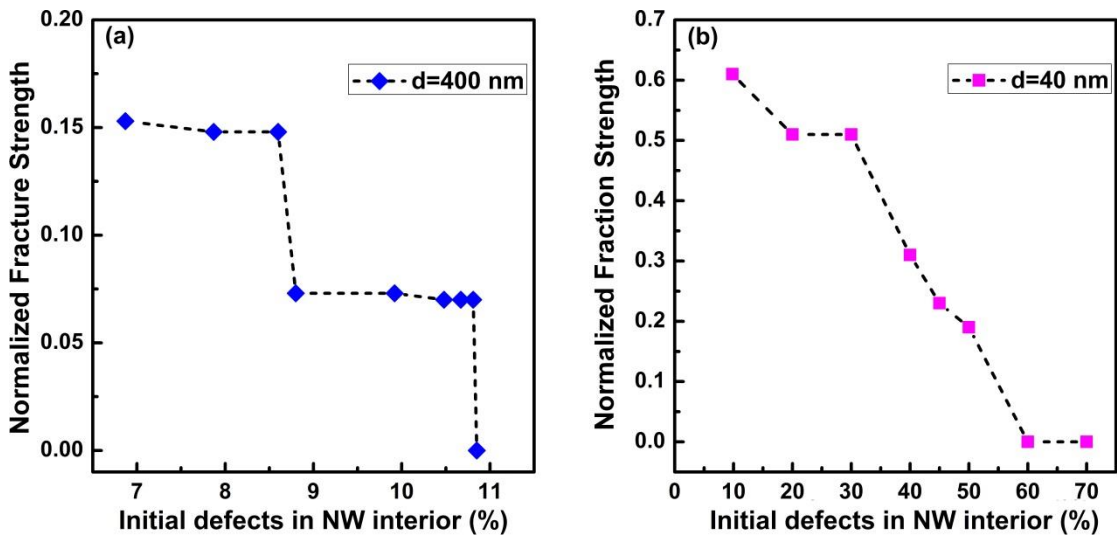 (a)
d=400 nm
Normalized Fracture Strength
0.20
0.15
0.10
0.05
0.00
7 8 9 10 11
Initial defects in NW interior (%)
(b)
d=40 nm
Normalized Fraction Strength
0.7
0.6
0.5
0.4
0.3
0.2
0.1
0.0
0 10 20 30 40 50 60 70
Initial defects in NW interior (%)